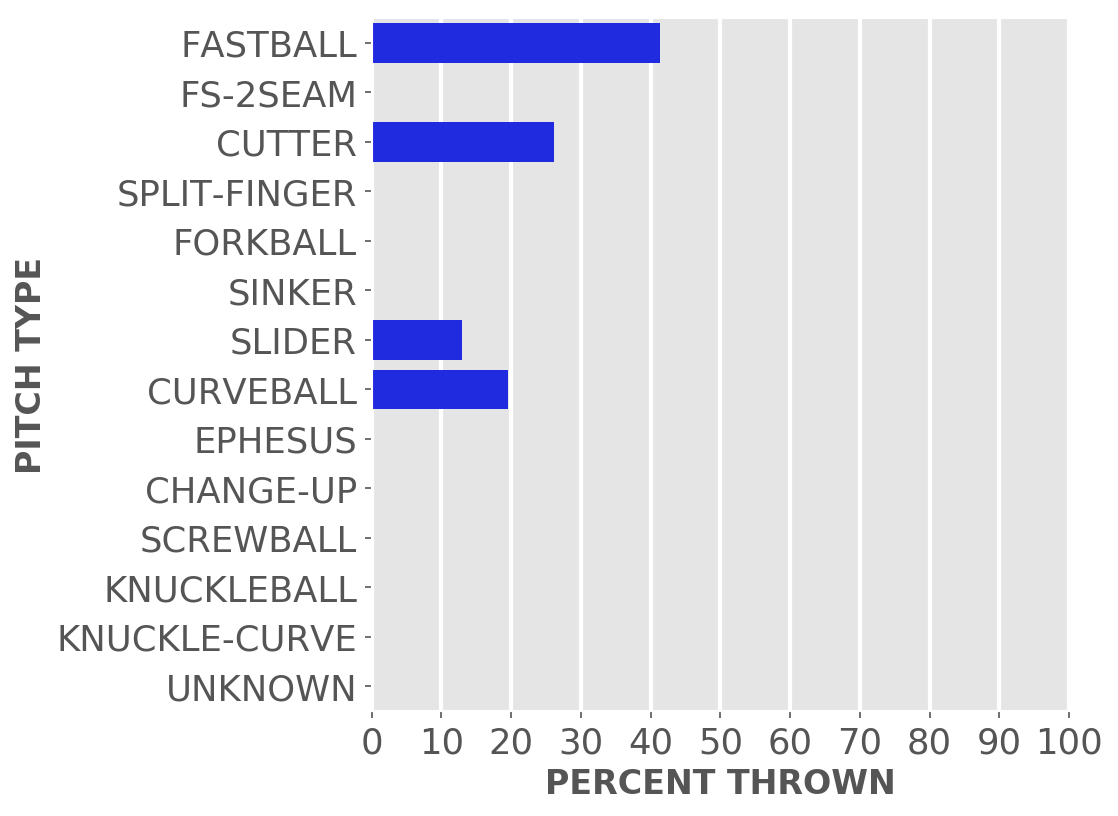 FASTBALL
FS-2SEAM
CUTTER
SPLIT-FINGER
FORKBALL
SINKER
SLIDER
CURVEBALL
EPHESUS
CHANGE-UP
SCREWBALL
KNUCKLEBALL
KNUCKLE-CURVE
UNKNOWN
PITCH TYPE
0 10 20 30 40 50 60 70 80 90 100
PERCENT THROWN